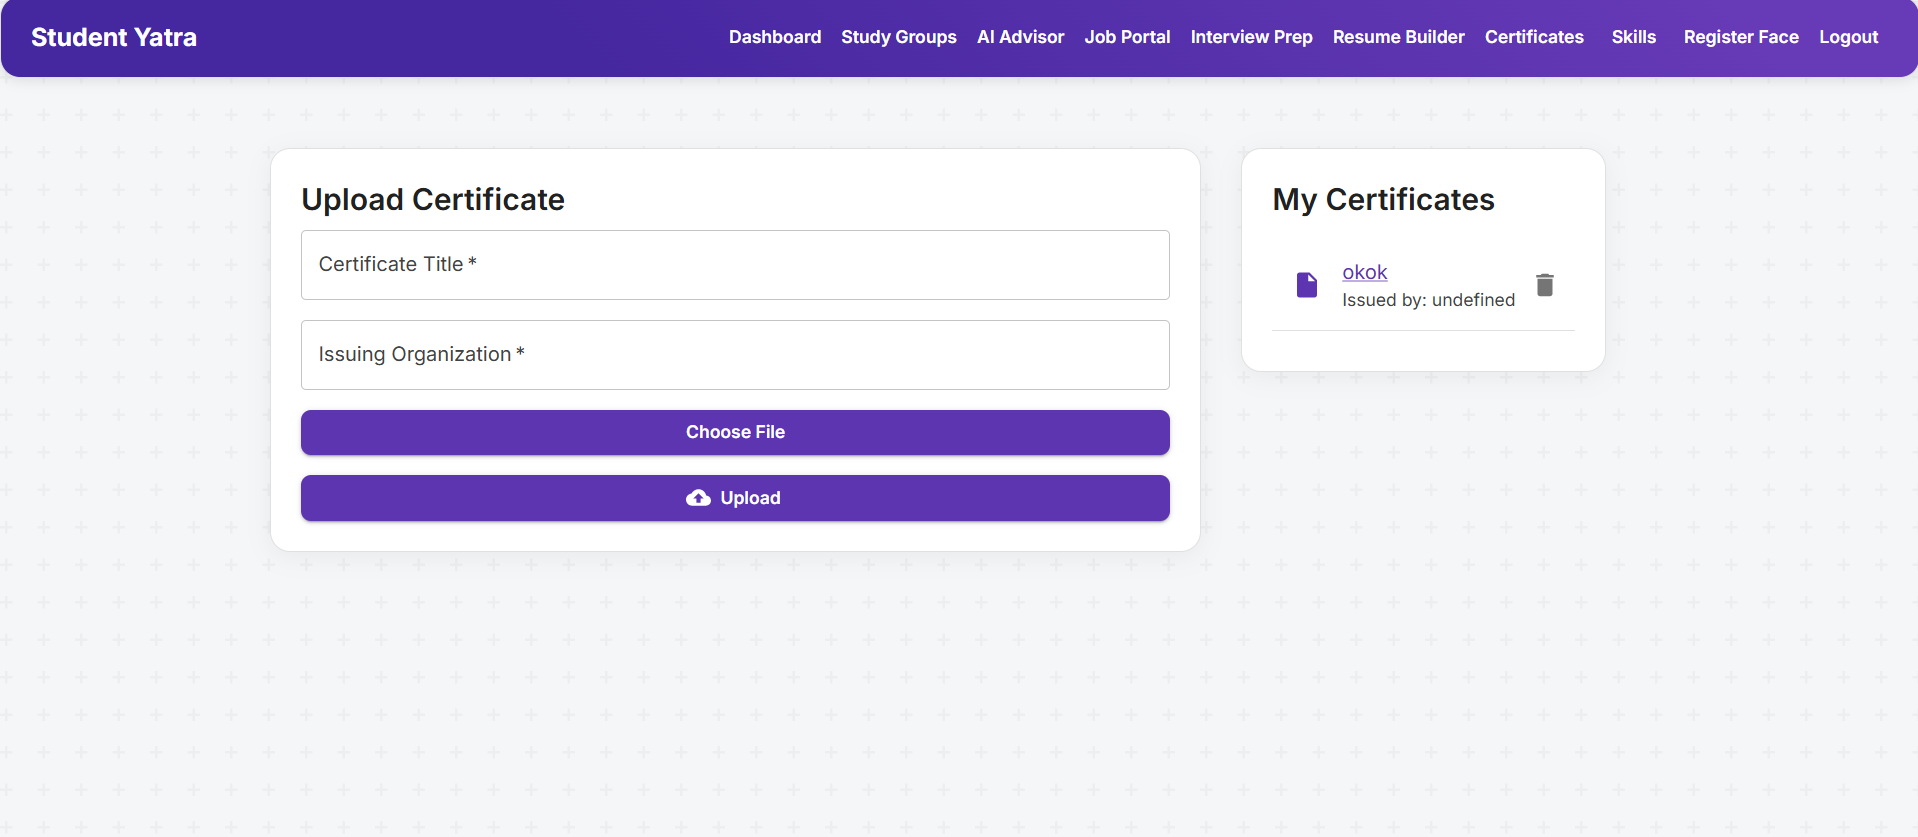 Student Yatra
Dashboard Study Groups AI Advisor Job Portal Interview Prep Resume Builder Certificates Skills Register Face Logout
Upload Certificate
Certificate Title *
Issuing Organization *
Choose File
Upload
My Certificates
okok
Issued by: undefined